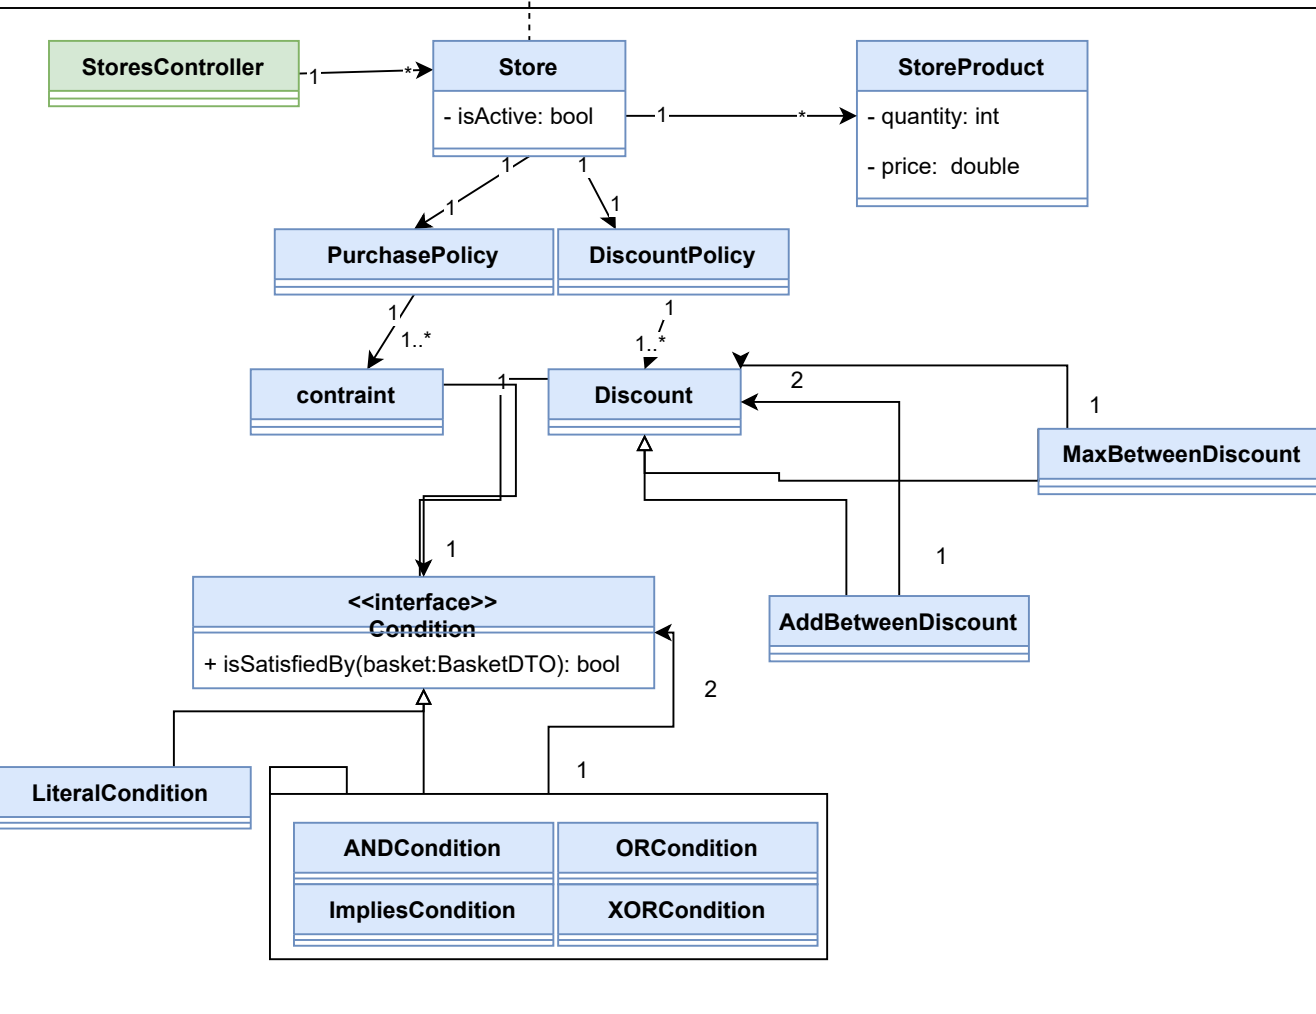 StoresController
1
*
Store
- isActive: bool
1
*
StoreProduct
- quantity: int
- price:  double
1
1
1
1
PurchasePolicy
DiscountPolicy
1
1..*
1
1..*
contraint
1
Discount
2
1
MaxBetweenDiscount
1
1
<<interface>>
Condition
+ isSatisfiedBy(basket:BasketDTO): bool
AddBetweenDiscount
2
1
LiteralCondition
ANDCondition
ORCondition
ImpliesCondition
XORCondition